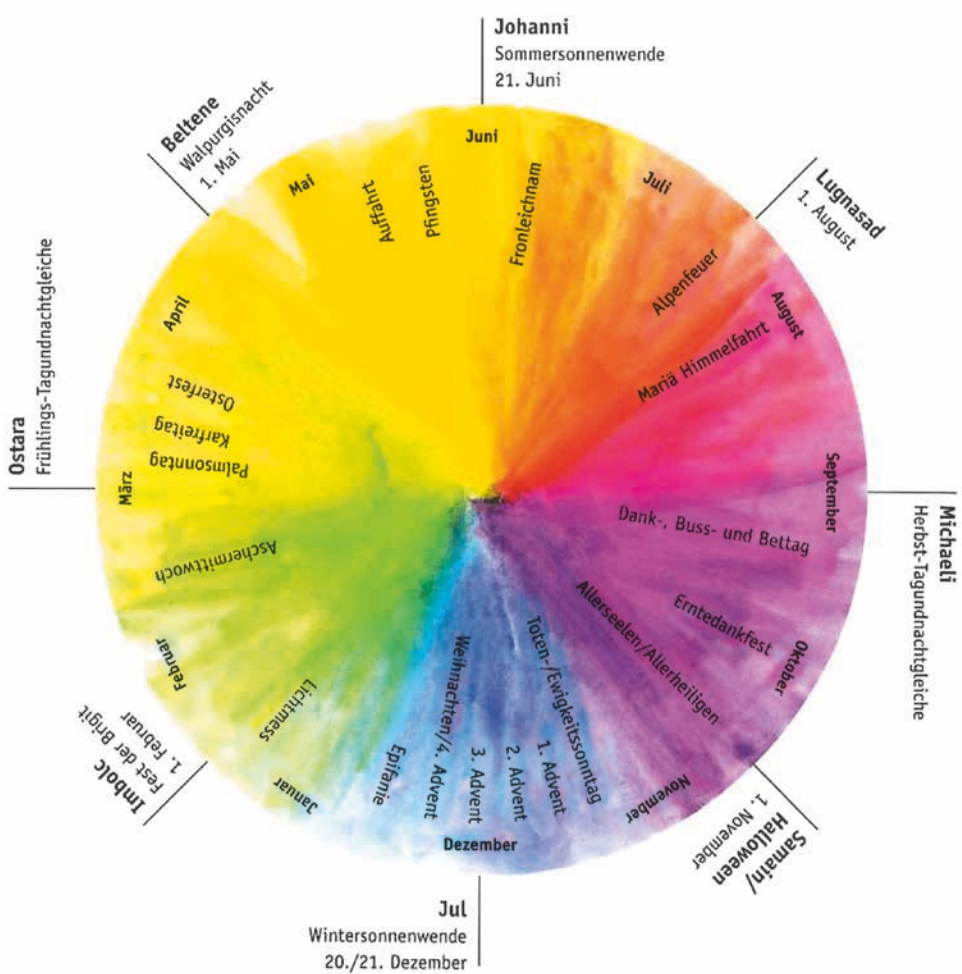 Johanni
Sommersonnenwende
21. Juni
Beltene
Walpurgisnacht
1. Mai
Lugnasad
1. August
Ostara
Frühlings-Tagundnachtgleiche
Michaeli
Herbst-Tagundnachtgleiche
Imbolc
Fest der Brigit
1. Februar
Samain/
Halloween
1. November
Jul
Wintersonnenwende
20./21. Dezember
Juni
Fronleichnam
Juli
Alpenfeuer
August
Mariä Himmelfahrt
September
Dank-, Buss- und Bettag
Erntedankfest
Oktober
Allerseelen/Allerheiligen
November
Toten-/Ewigkeitssonntag
1. Advent
2. Advent
3. Advent
Weihnachten/4. Advent
Dezember
Epifanie
Januar
Lichtmess
Februar
Aschermittwoch
März
Palmsonntag
Karfreitag
Osterfest
April
Mai
Auffahrt
Pfingsten